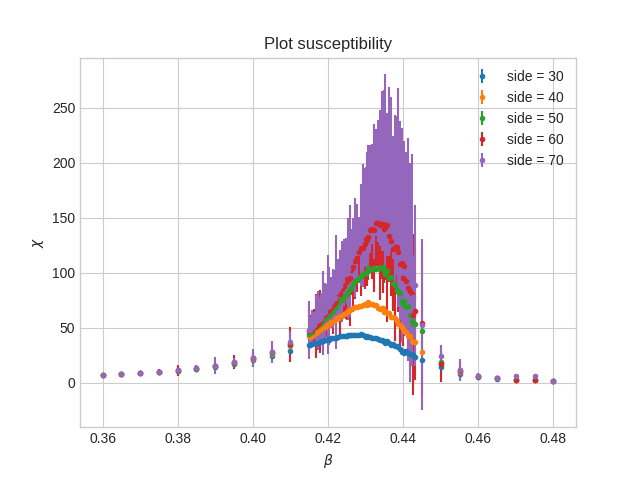 Plot susceptibility
side = 30
side = 40
side = 50
side = 60
side = 70
250
200
150
100
50
0
χ
0.36 0.38 0.40 0.42 0.44 0.46 0.48
β